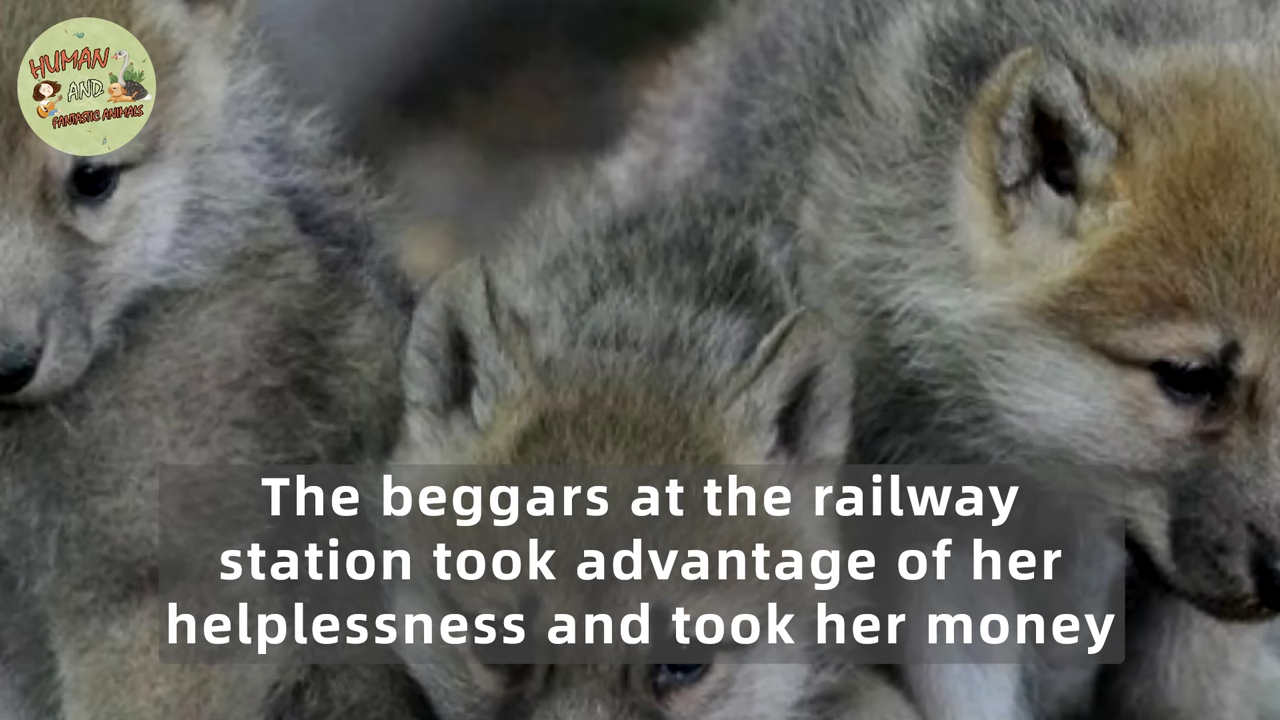 HUMAN
AND
FANTASTIC ANIMALS
The beggars at the railway
station took advantage of her
helplessness and took her money